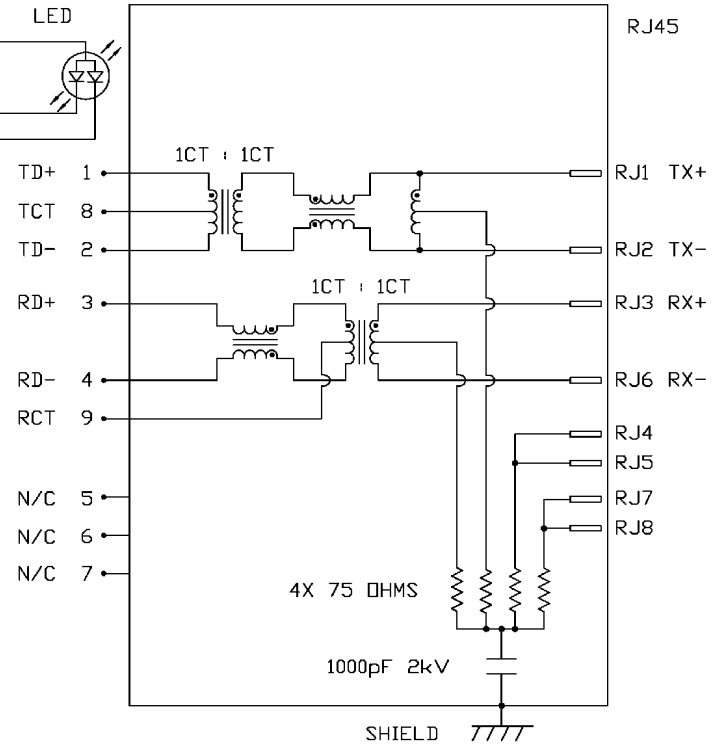 LED
RJ45
1CT : 1CT
TD+ 1
RJ1 TX+
TCT 8
TD- 2
RJ2 TX-
1CT : 1CT
RD+ 3
RJ3 RX+
RD- 4
RJ6 RX-
RCT 9
RJ4
RJ5
N/C 5
RJ7
N/C 6
RJ8
N/C 7
4X 75 OHMS
1000pF 2kV
SHIELD